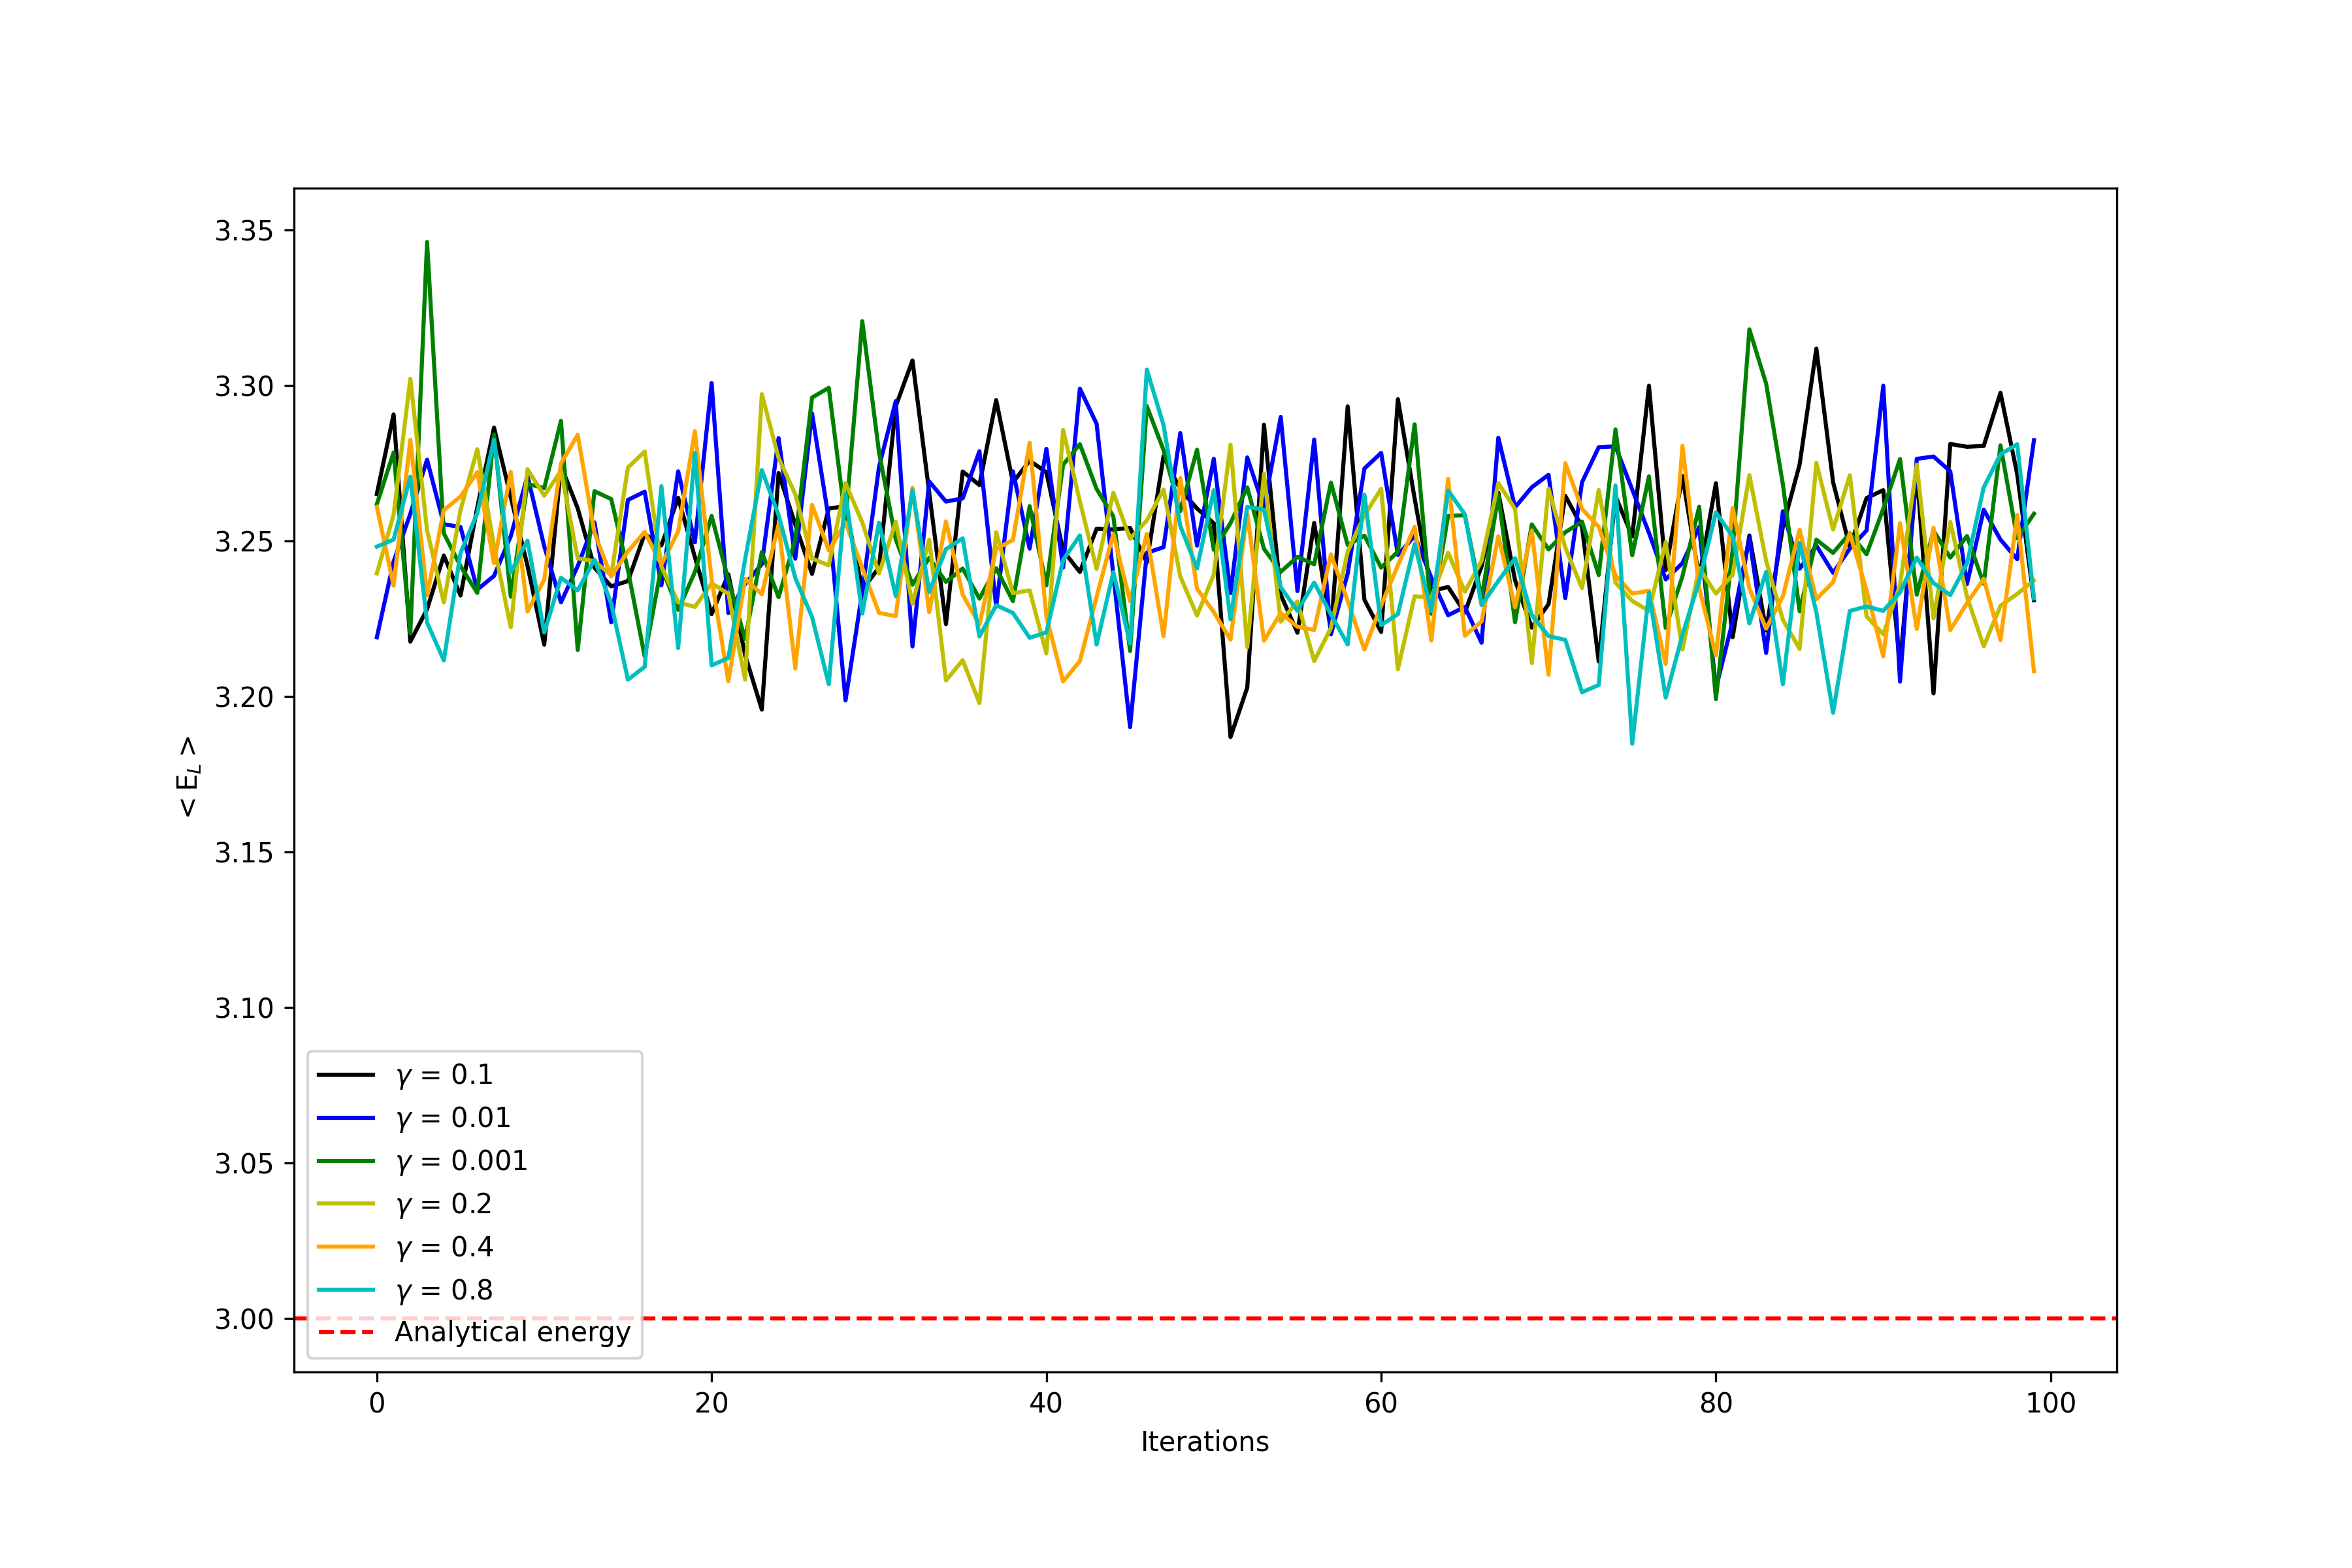 3.35
3.30
3.25
3.20
3.15
3.10
3.05
3.00
< E_L >
γ = 0.1
γ = 0.01
γ = 0.001
γ = 0.2
γ = 0.4
γ = 0.8
Analytical energy
0 20 40 60 80 100
Iterations